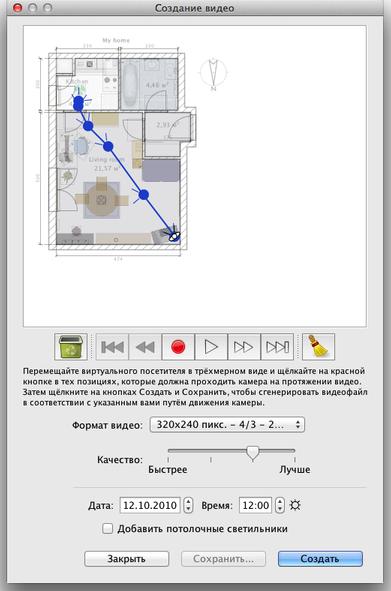 Создание видео
My home
Kitchen
4,46 м²
2,93 м²
N
Living room
21,57 м²
474
Перемещайте виртуального посетителя в трёхмерном виде и щёлкайте на красной
кнопке в тех позициях, которые должна проходить камера на протяжении видео.
Затем щёлкните на кнопках Создать и Сохранить, чтобы сгенерировать видеофайл
в соответствии с указанным вами путём движения камеры.
Формат видео: 320x240 пикс. – 4/3 – 2...
Качество:
Быстрее Лучше
Дата: 12.10.2010 Время: 12:00
Добавить потолочные светильники
Закрыть Сохранить... Создать